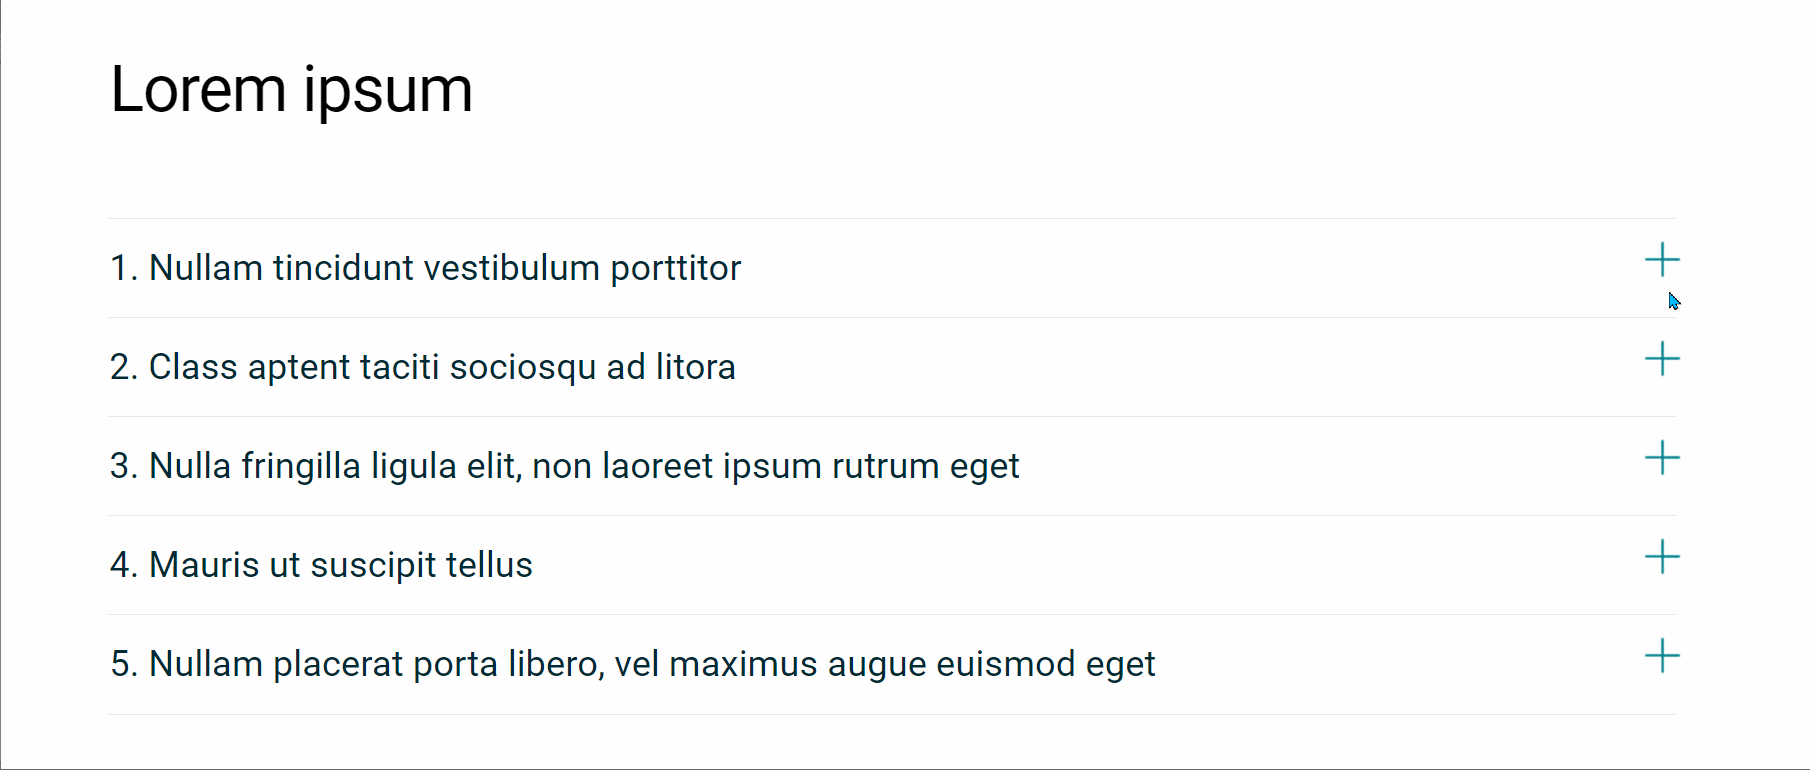 Lorem ipsum
1. Nullam tincidunt vestibulum porttitor
2. Class aptent taciti sociosqu ad litora
3. Nulla fringilla ligula elit, non laoreet ipsum rutrum eget
4. Mauris ut suscipit tellus
5. Nullam placerat porta libero, vel maximus augue euismod eget